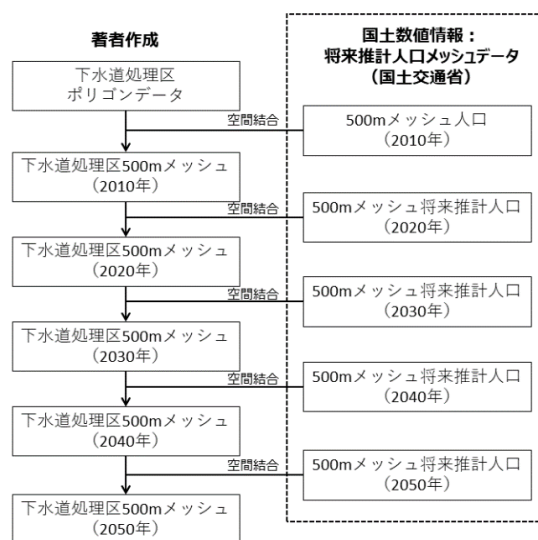 著者作成
下水道処理区
ポリゴンデータ
下水道処理区500mメッシュ
（2010年）
下水道処理区500mメッシュ
（2020年）
下水道処理区500mメッシュ
（2030年）
下水道処理区500mメッシュ
（2040年）
下水道処理区500mメッシュ
（2050年）
空間結合
空間結合
空間結合
空間結合
空間結合
国土数値情報：
将来推計人口メッシュデータ
（国土交通省）
500mメッシュ人口
（2010年）
500mメッシュ将来推計人口
（2020年）
500mメッシュ将来推計人口
（2030年）
500mメッシュ将来推計人口
（2040年）
500mメッシュ将来推計人口
（2050年）